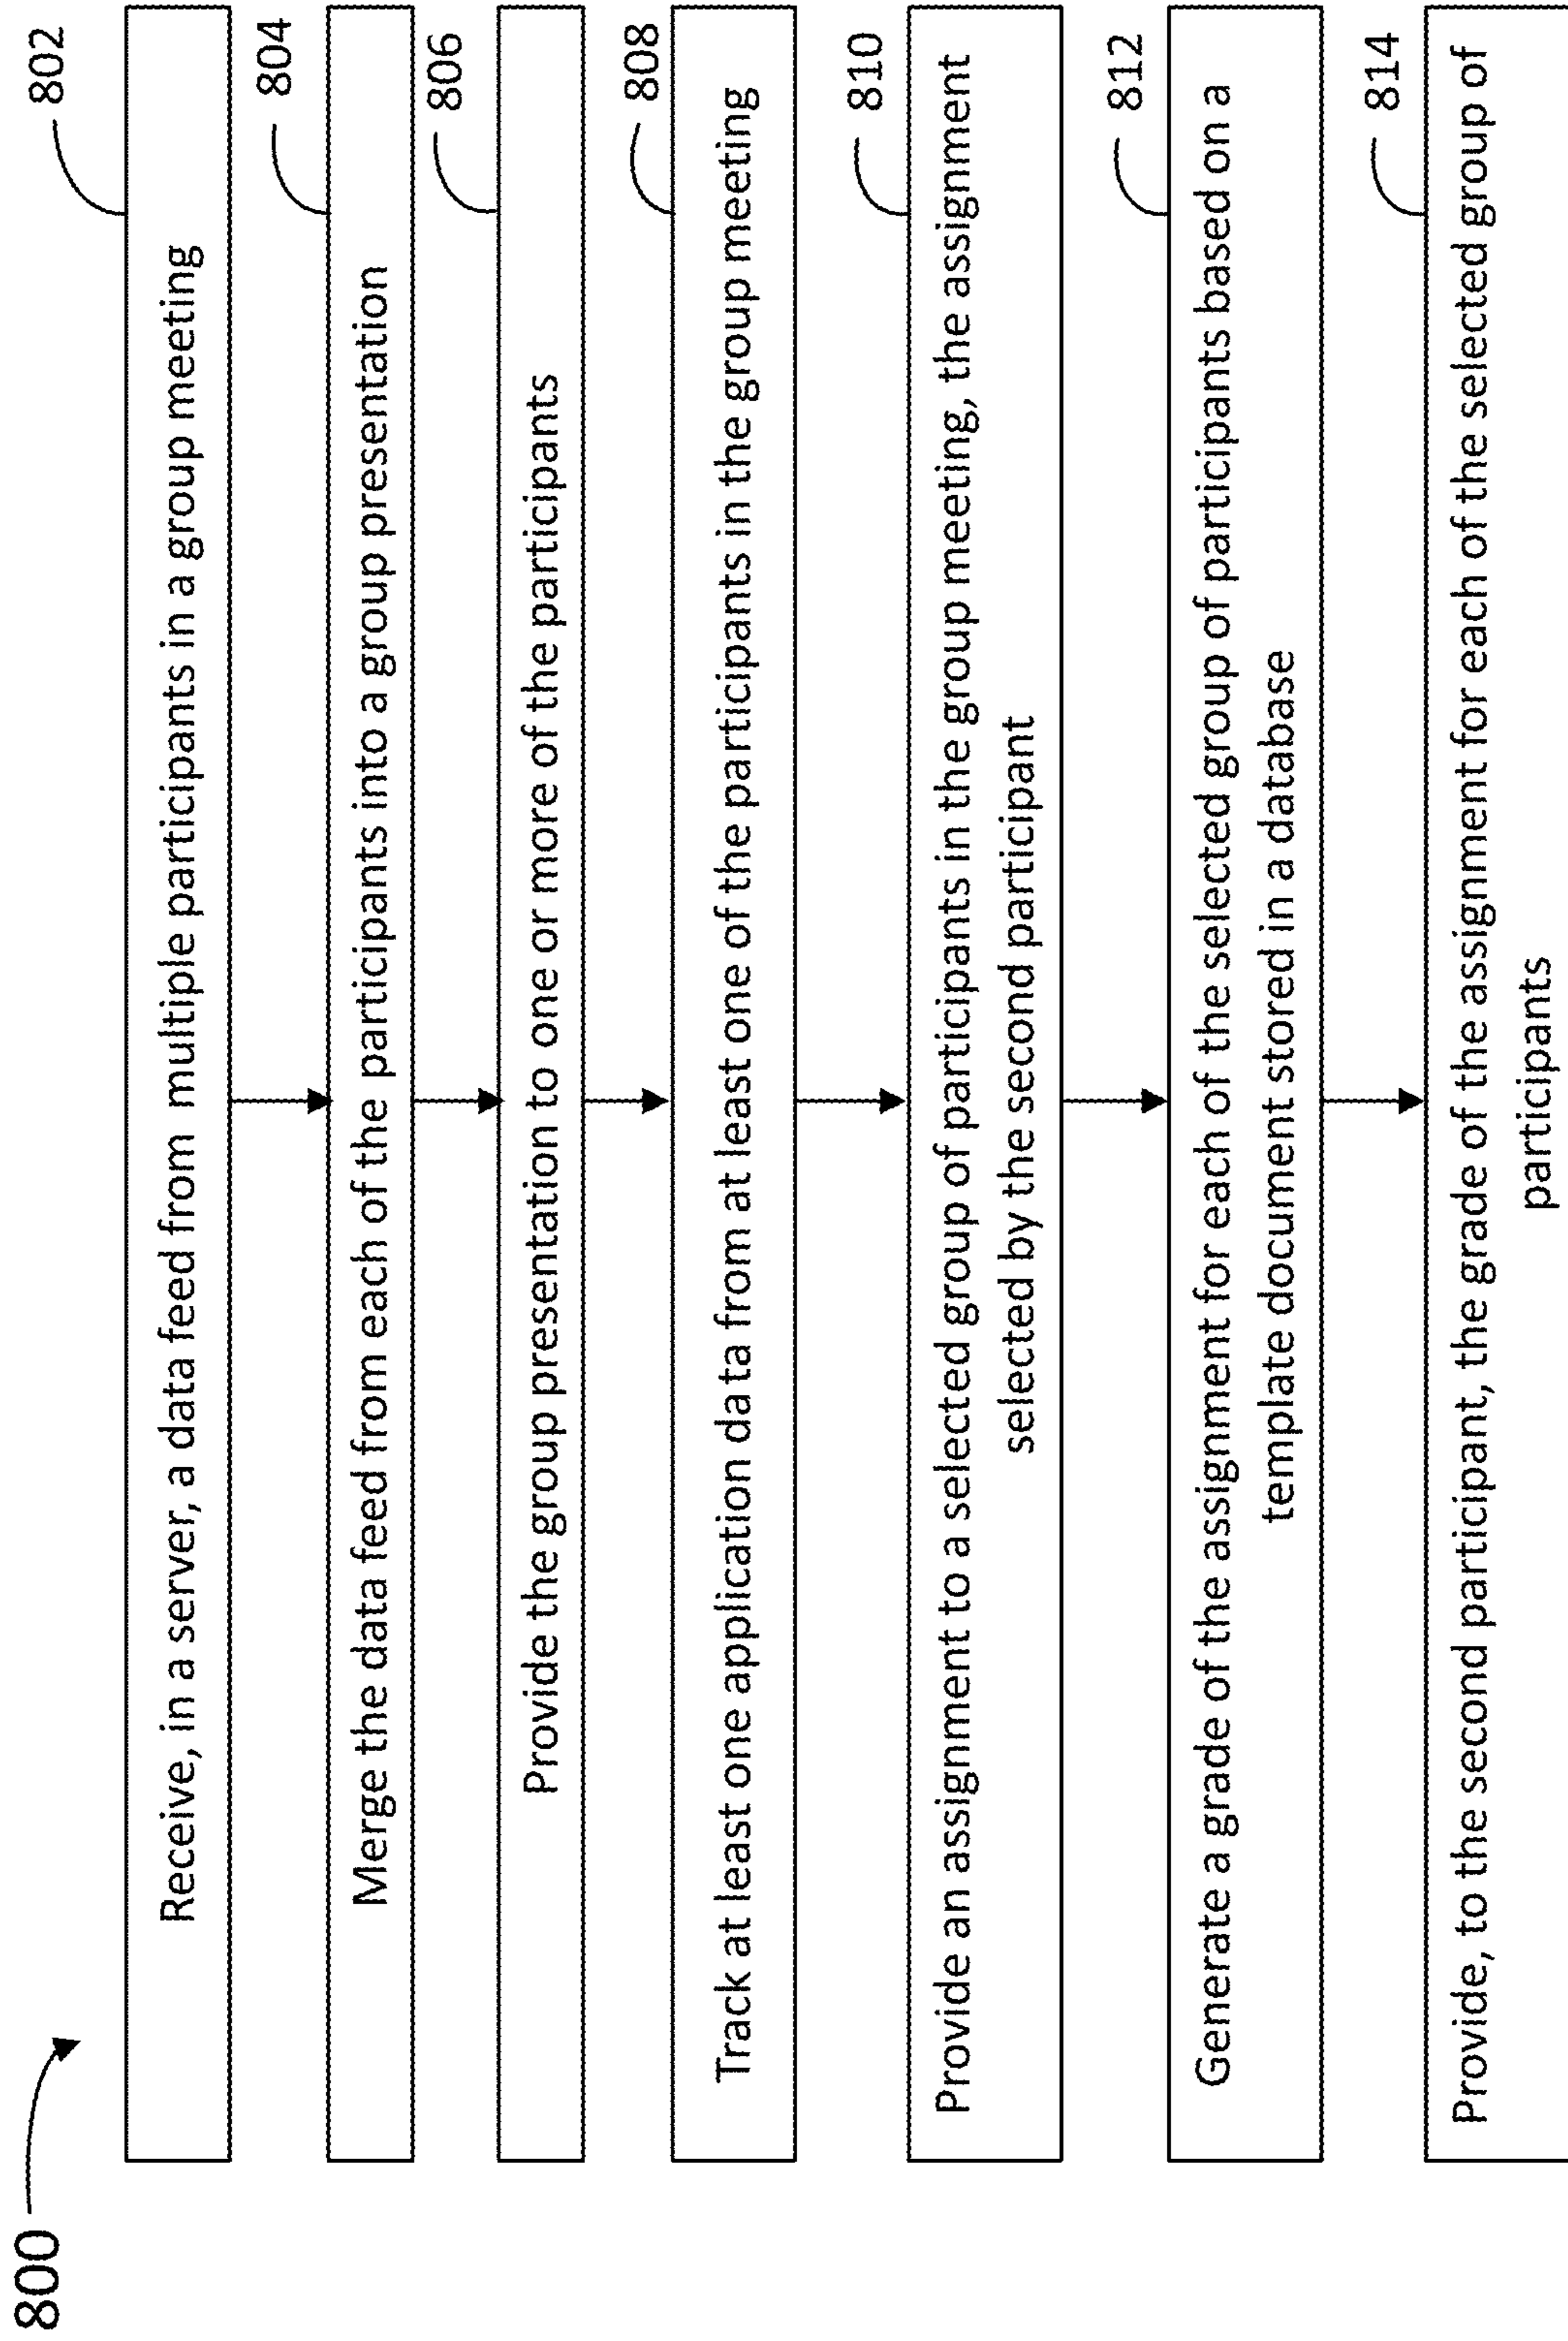 800
802
Receive, in a server, a data feed from multiple participants in a group meeting
804
Merge the data feed from each of the participants into a group presentation
806
Provide the group presentation to one or more of the participants
808
Track at least one application data from at least one of the participants in the group meeting
810
Provide an assignment to a selected group of participants in the group meeting, the assignment
selected by the second participant
812
Generate a grade of the assignment for each of the selected group of participants based on a
template document stored in a database
814
Provide, to the second participant, the grade of the assignment for each of the selected group of
participants